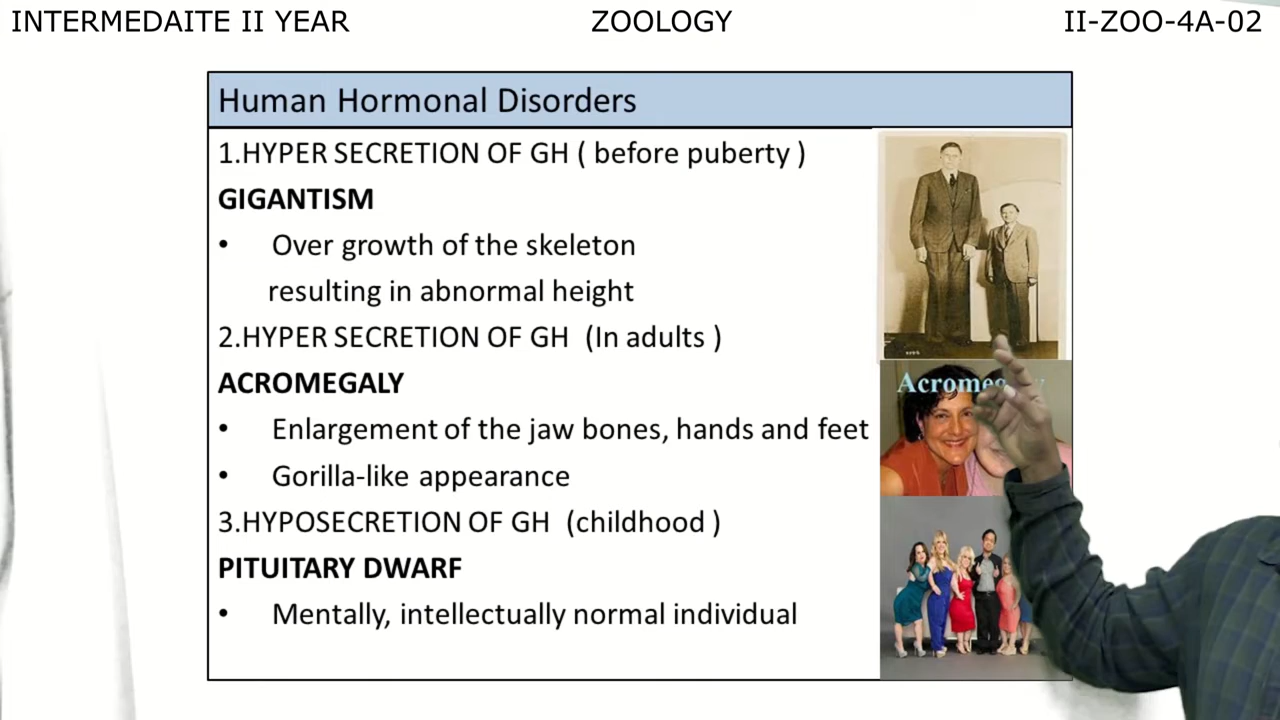 INTERMEDAITE II YEAR ZOOLOGY II-ZOO-4A-02
Human Hormonal Disorders
1.HYPER SECRETION OF GH ( before puberty )
GIGANTISM
• Over growth of the skeleton
resulting in abnormal height
2.HYPER SECRETION OF GH (In adults )
ACROMEGALY
• Enlargement of the jaw bones, hands and feet
• Gorilla-like appearance
3.HYPOSECRETION OF GH (childhood )
PITUITARY DWARF
• Mentally, intellectually normal individual